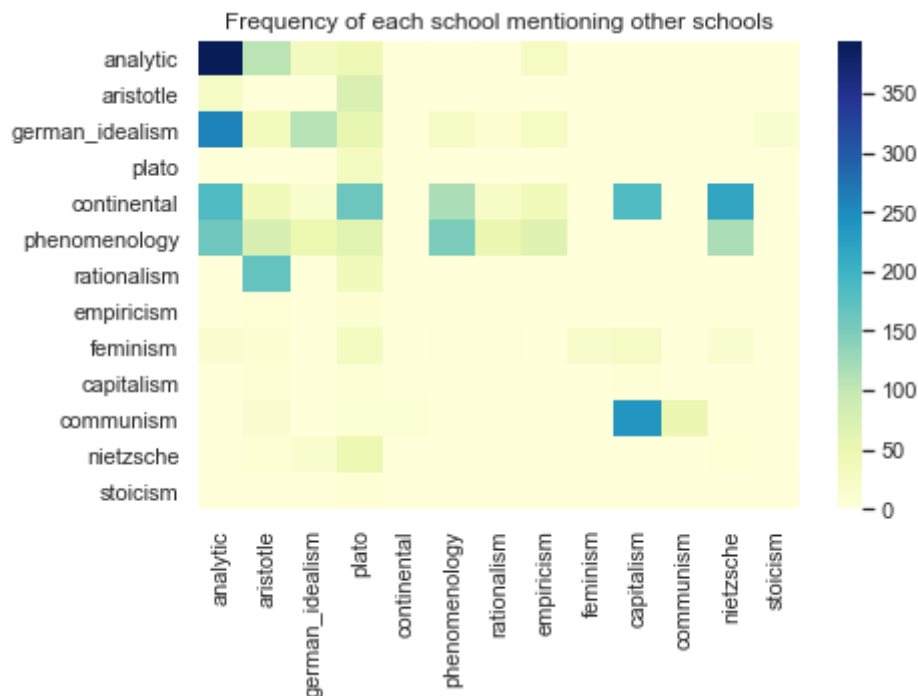 Frequency of each school mentioning other schools
analytic
aristotle
german_idealism
plato
continental
phenomenology
rationalism
empiricism
feminism
capitalism
communism
nietzsche
stoicism
350
300
250
200
150
100
50
0
analytic
aristotle
german_idealism
plato
continental
phenomenology
rationalism
empiricism
feminism
capitalism
communism
nietzsche
stoicism